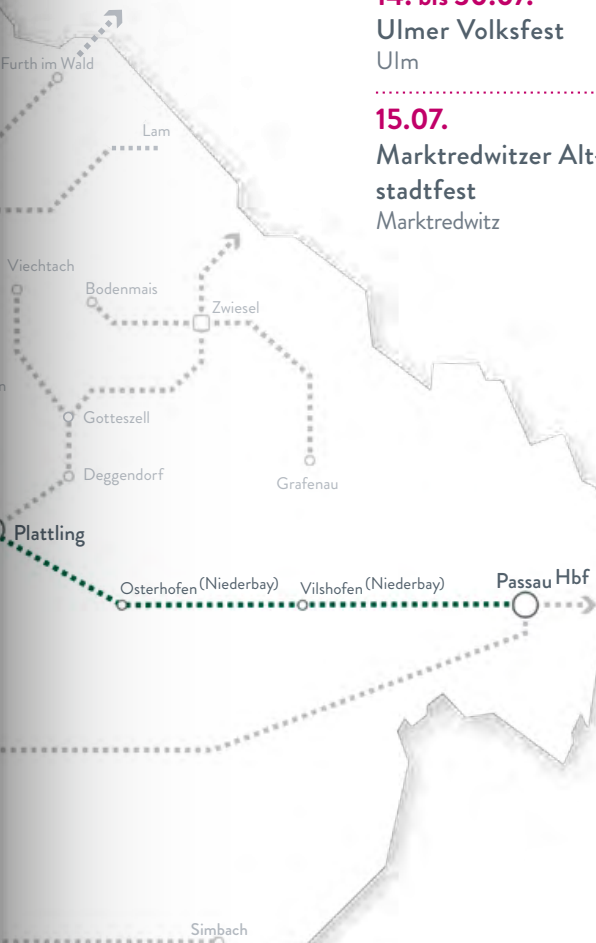 14. bis 30.07.
Ulmer Volksfest
Ulm
15.07.
Marktredwitzer Alt-
stadtfest
Marktredwitz
Furth im Wald
Lam
Viechtach
Bodenmais
Zwiesel
Gotteszell
Deggendorf
Grafenau
Plattling
Osterhofen (Niederbay)
Vilshofen (Niederbay)
Passau Hbf
Simbach